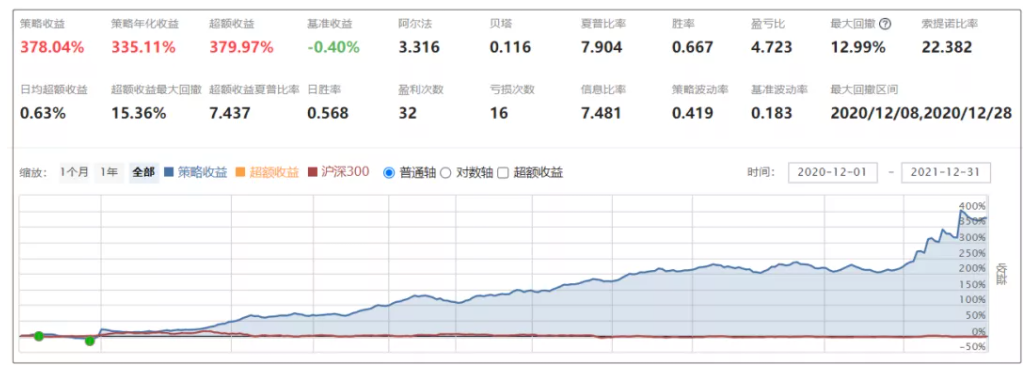 策略收益 策略年化收益 超额收益 基准收益 阿尔法 贝塔 夏普比率 胜率 盈亏比 最大回撤 ? 索提诺比率
378.04% 335.11% 379.97% -0.40% 3.316 0.116 7.904 0.667 4.723 12.99% 22.382
日均超额收益 超额收益最大回撤 超额收益夏普比率 日胜率 盈利次数 亏损次数 信息比率 策略波动率 基准波动率 最大回撤区间
0.63% 15.36% 7.437 0.568 32 16 7.481 0.419 0.183 2020/12/08,2020/12/28
缩放: 1个月 1年 全部 策略收益 超额收益 沪深300 普通轴 对数轴 超额收益 时间: 2020-12-01 - 2021-12-31
400%
350%
300%
250%
200%
150%
100%
50%
0%
-50%
收益